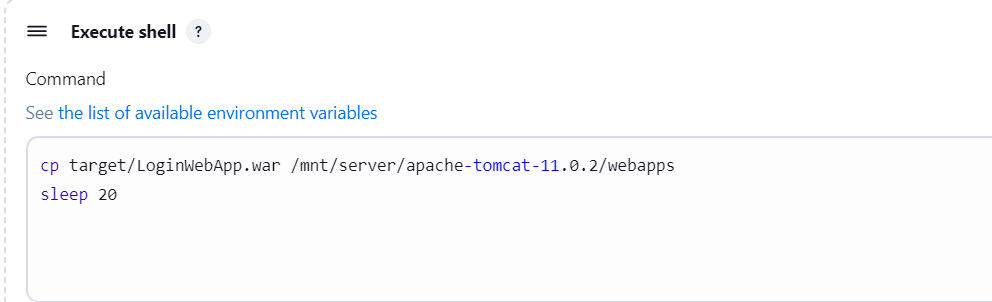 Execute shell ?
Command
See the list of available environment variables
cp target/LoginWebApp.war /mnt/server/apache-tomcat-11.0.2/webapps
sleep 20